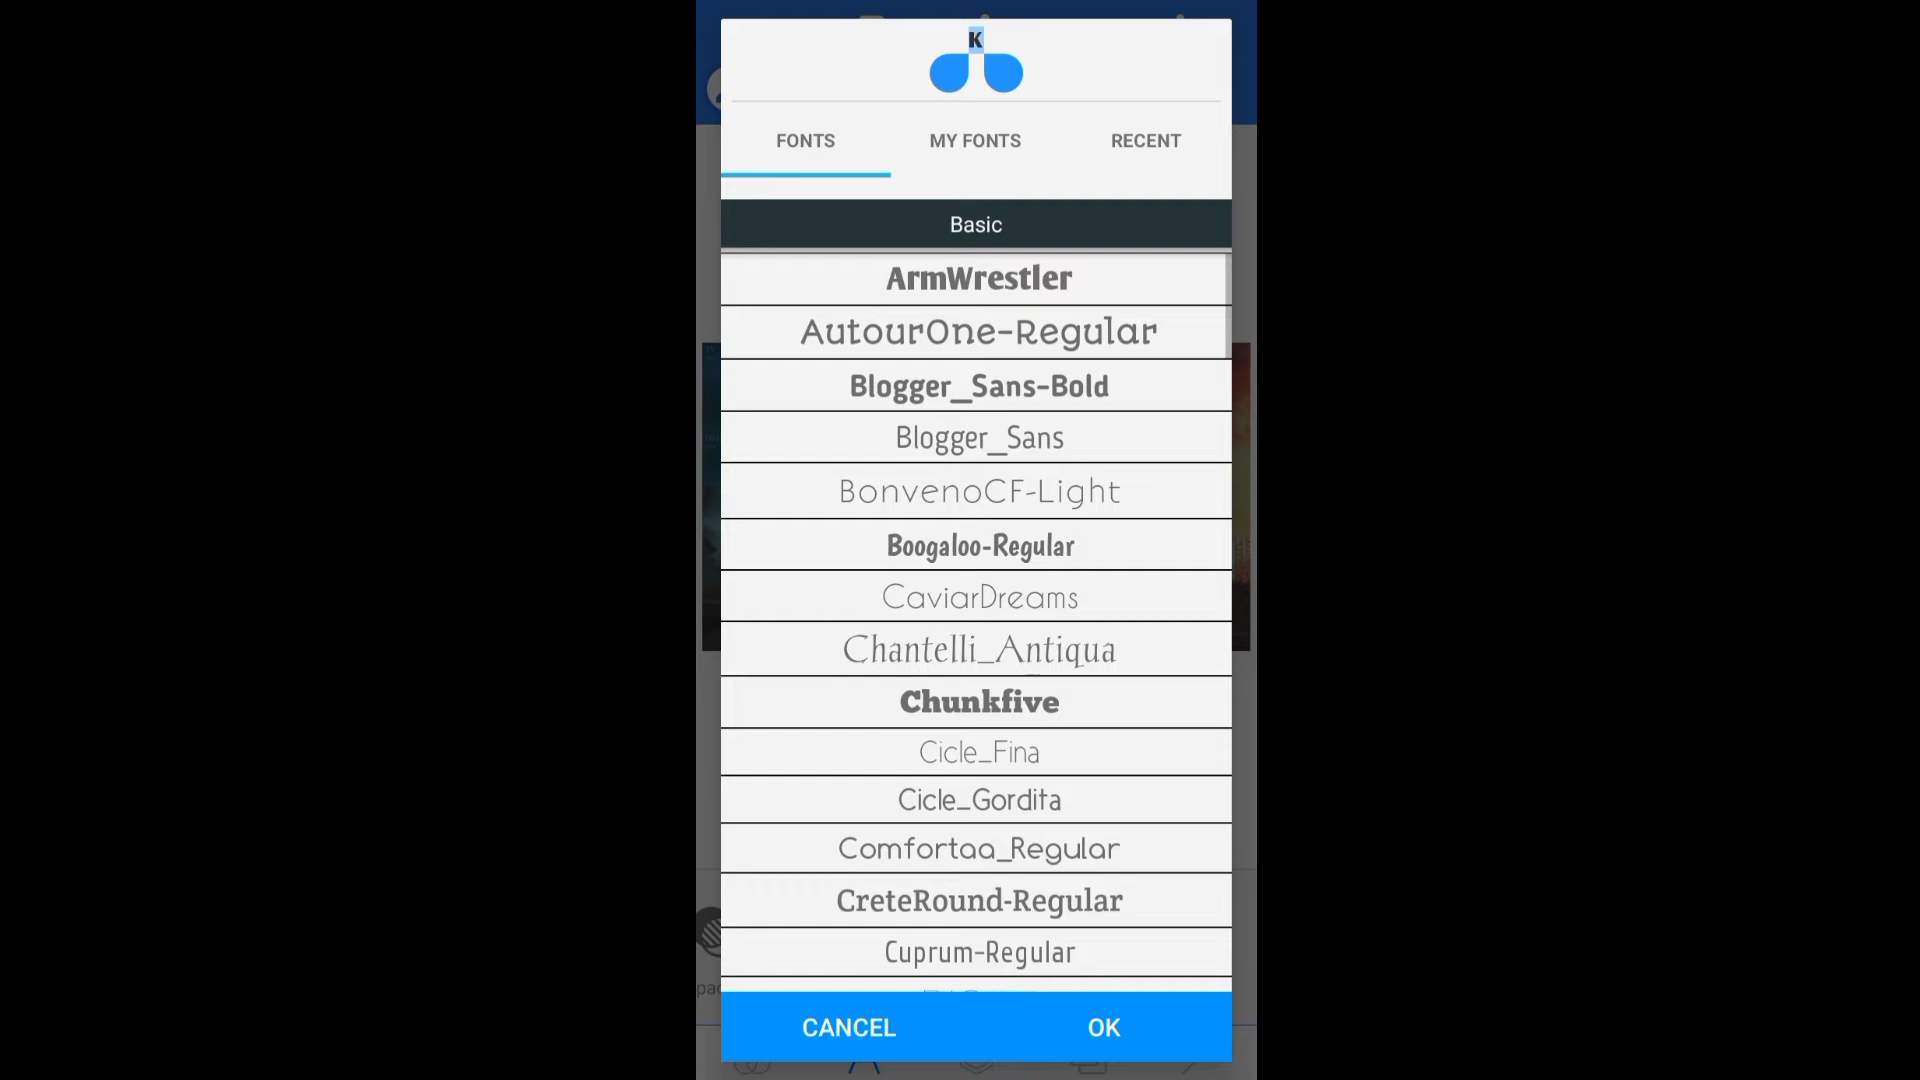 K
FONTS MY FONTS RECENT
Basic
ArmWrestler
AutourOne-Regular
Blogger_Sans-Bold
Blogger_Sans
BonvenoCF-Light
Boogaloo-Regular
CaviarDreams
Chantelli_Antiqua
Chunkfive
Cicle_Fina
Cicle_Gordita
Comfortaa_Regular
CreteRound-Regular
Cuprum-Regular
CANCEL OK